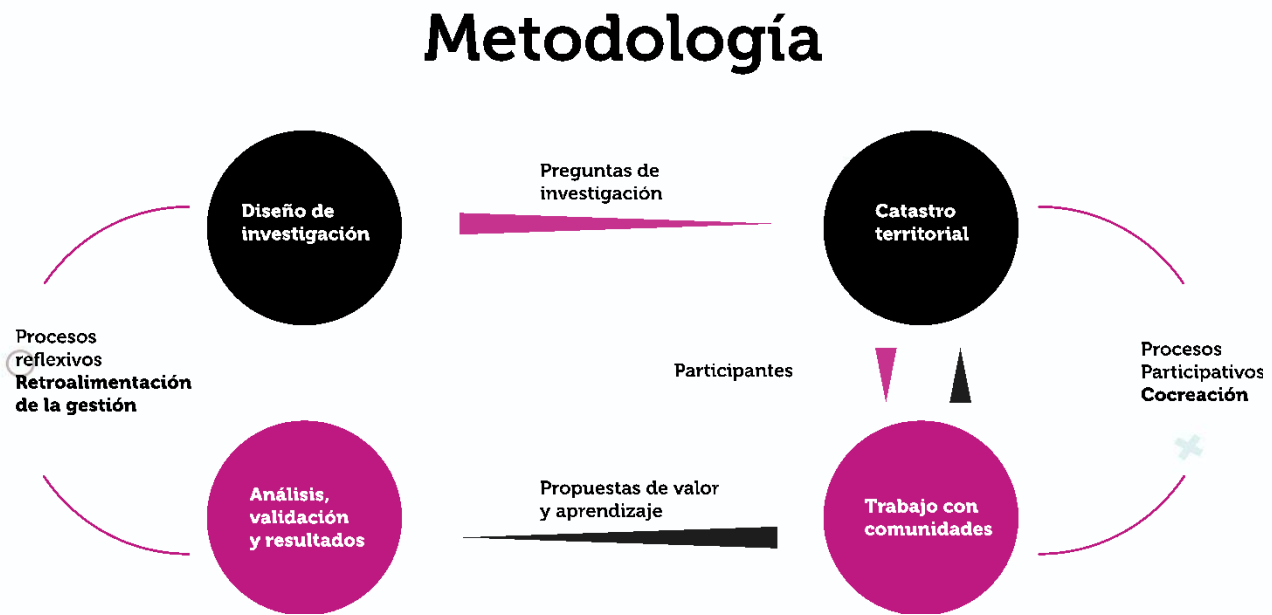 Metodología
Diseño de
investigación
Preguntas de
investigación
Catastro
territorial
Procesos
reflexivos
Retroalimentación
de la gestión
Participantes
Procesos
Participativos
Cocreación
Análisis,
validación
y resultados
Propuestas de valor
y aprendizaje
Trabajo con
comunidades